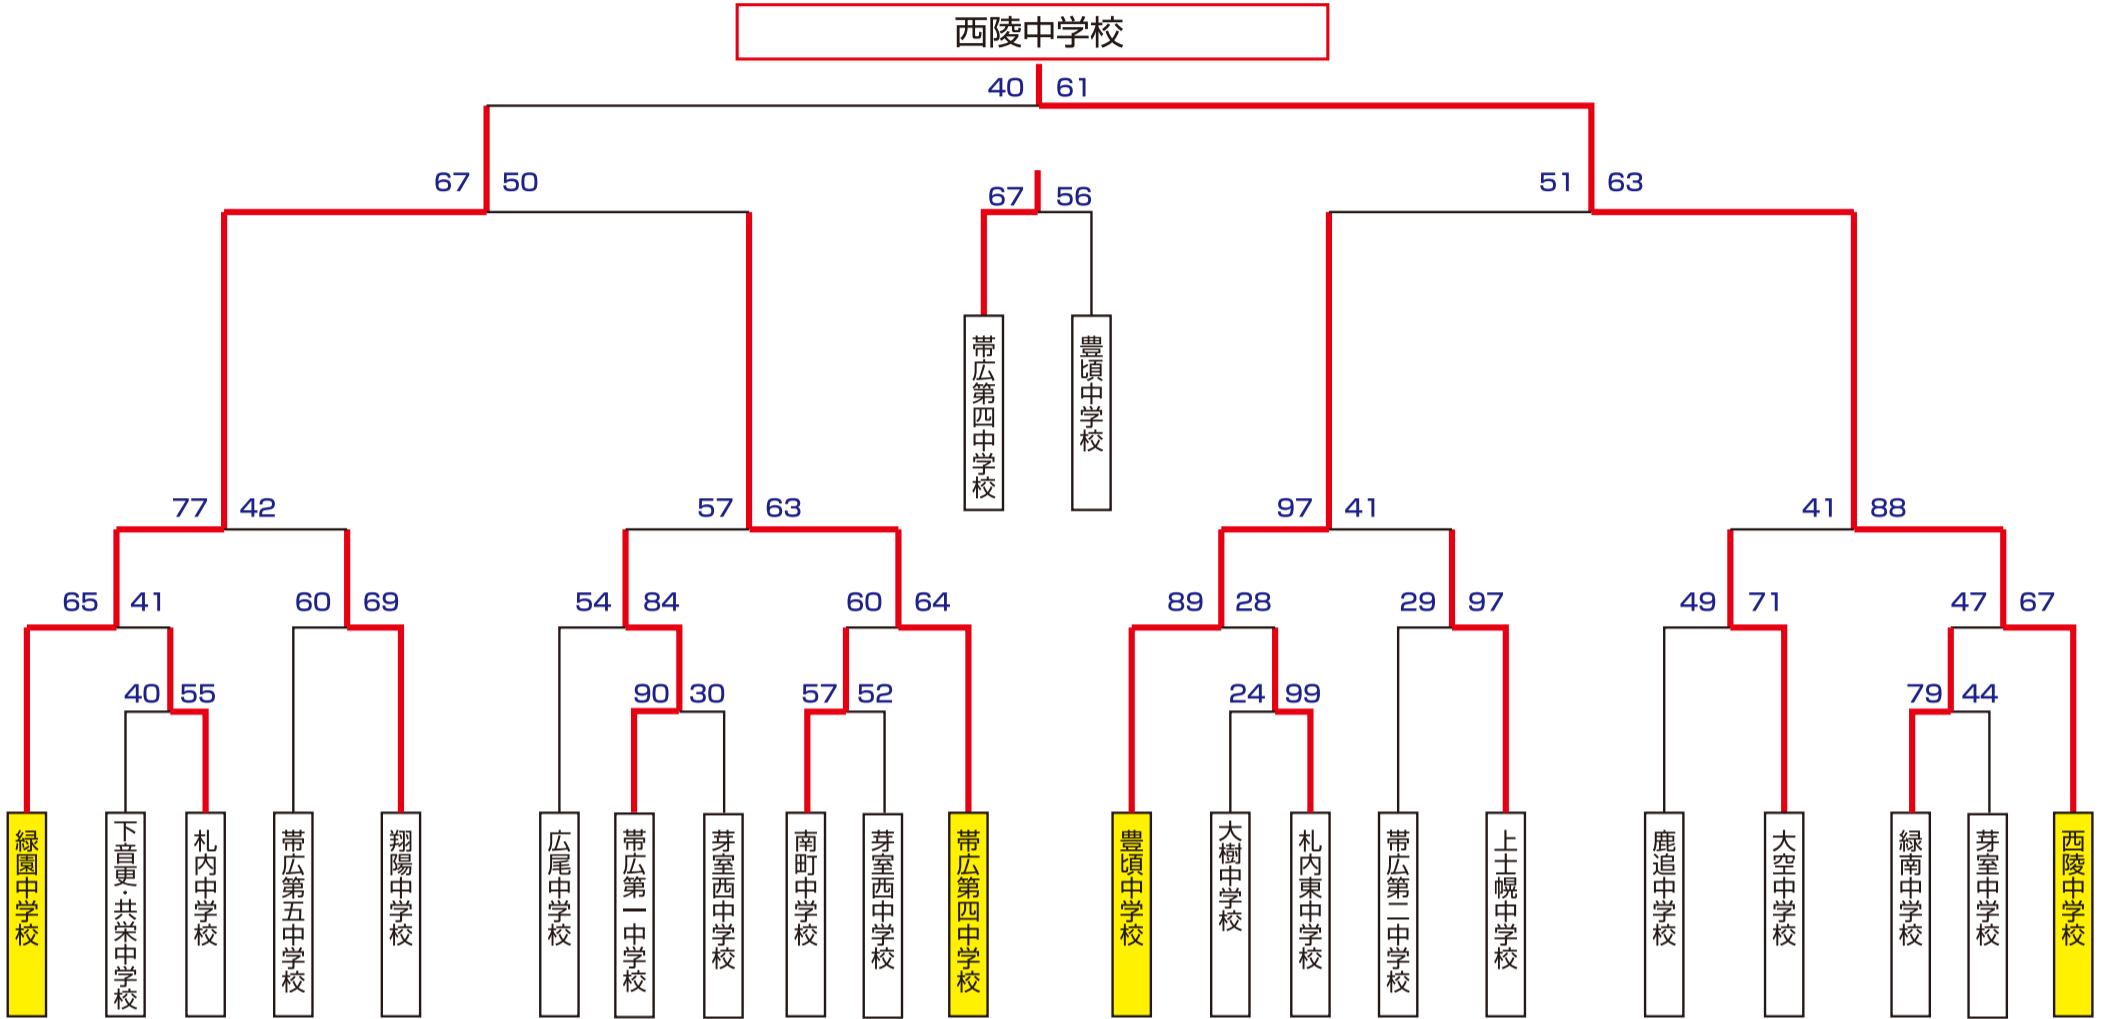 西陵中学校
40 61
67 50
51 63
67 56
帯広第四中学校
豊頃中学校
77 42
57 63
97 41
41 88
65 41
60 69
54 84
60 64
89 28
29 97
49 71
47 67
40 55
90 30
57 52
24 99
79 44
緑園中学校
下音更・共栄中学校
札内中学校
帯広第五中学校
翔陽中学校
広尾中学校
帯広第一中学校
芽室西中学校
南町中学校
芽室西中学校
帯広第四中学校
豊頃中学校
大樹中学校
札内東中学校
帯広第二中学校
上士幌中学校
鹿追中学校
大空中学校
緑南中学校
芽室中学校
西陵中学校